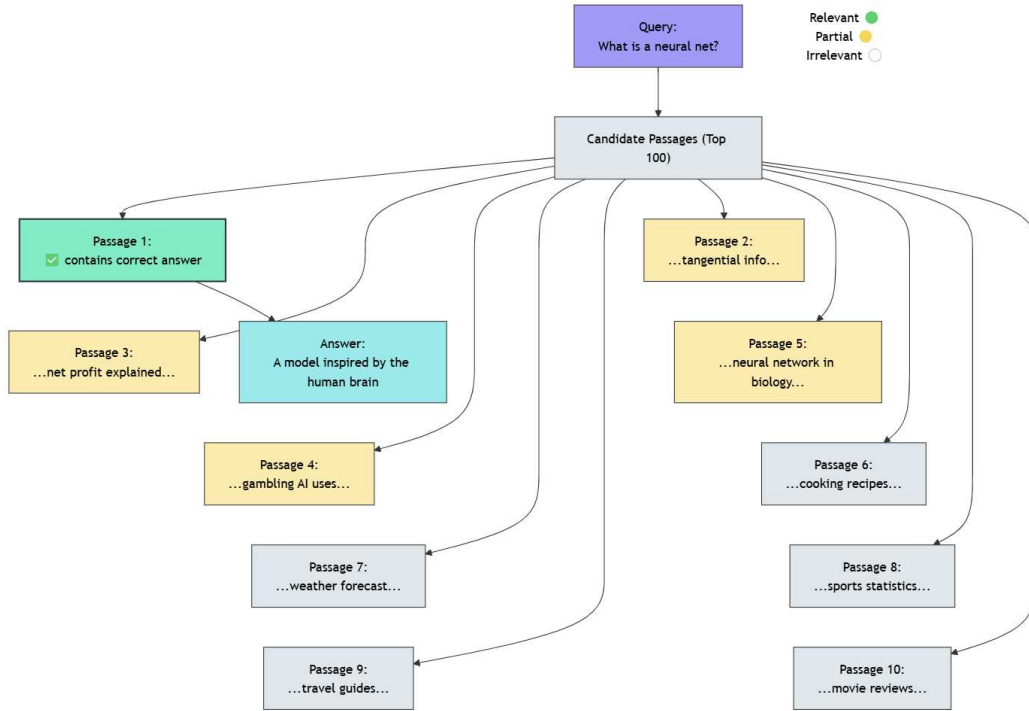 Query:
What is a neural net?
Relevant
Partial
Irrelevant
Candidate Passages (Top
100)
Passage 1:
✅ contains correct answer
Passage 2:
...tangential info...
Passage 3:
...net profit explained...
Answer:
A model inspired by the
human brain
Passage 5:
...neural network in
biology...
Passage 4:
...gambling AI uses...
Passage 6:
...cooking recipes...
Passage 7:
...weather forecast...
Passage 8:
...sports statistics...
Passage 9:
...travel guides...
Passage 10:
...movie reviews...